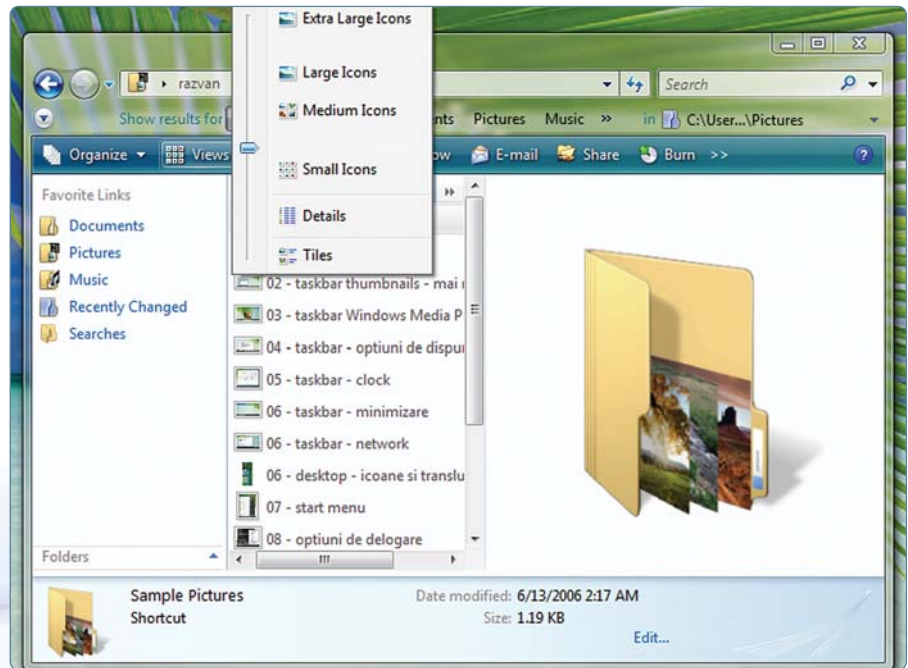 Extra Large Icons
Large Icons
Medium Icons
Small Icons
Details
Tiles
razvan
Search
Show results for
nts Pictures Music » in C:\User...\Pictures
Organize Views ow E-mail Share Burn >> ?
Favorite Links
Documents
Pictures
Music
Recently Changed
Searches
Folders
02 - taskbar thumbnails - mai
03 - taskbar Windows Media P
04 - taskbar - optiuni de dispu
05 - taskbar - clock
06 - taskbar - minimizare
06 - taskbar - network
06 - desktop - icoane si translu
07 - start menu
08 - optiuni de delogare
Sample Pictures
Shortcut
Date modified: 6/13/2006 2:17 AM
Size: 1.19 KB
Edit...